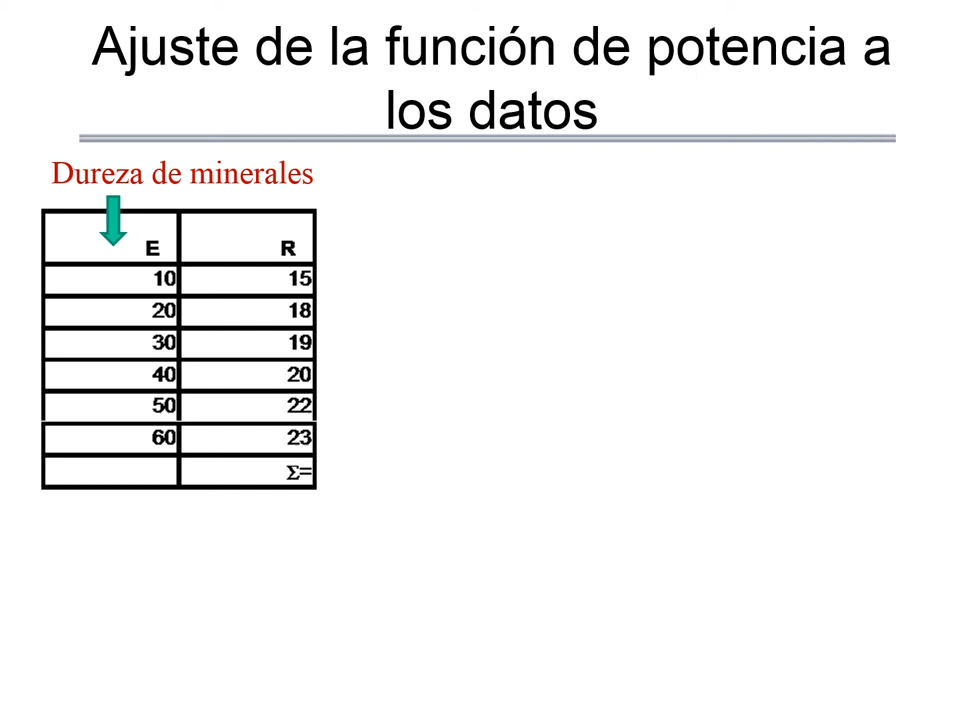 Ajuste de la función de potencia a
los datos
Dureza de minerales
E R
10 15
20 18
30 19
40 20
50 22
60 23
Σ=